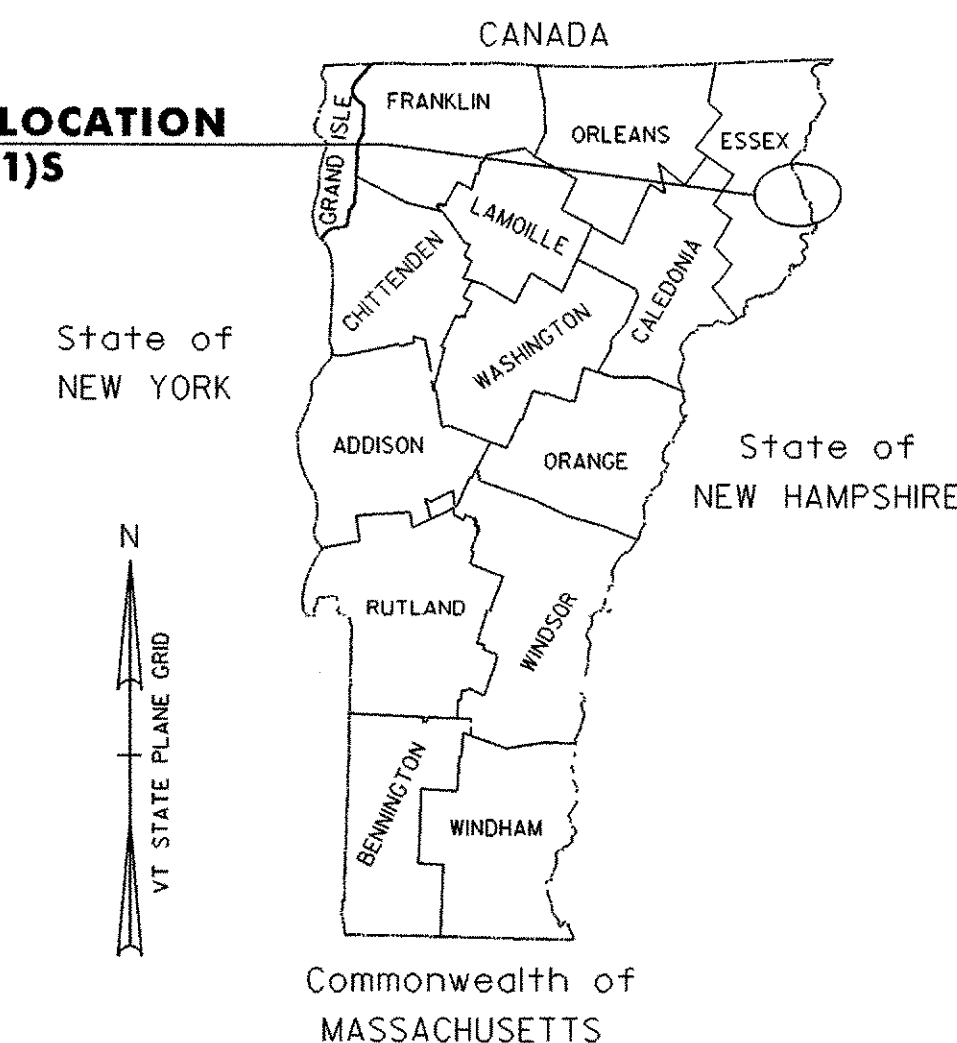 CANADA
LOCATION
1)S
GRAND ISLE
FRANKLIN
ORLEANS
ESSEX
LAMOILLE
CHITTENDEN
CALEDONIA
WASHINGTON
State of
NEW YORK
ADDISON
ORANGE
State of
NEW HAMPSHIRE
N
VT STATE PLANE GRID
RUTLAND
WINDSOR
BENNINGTON
WINDHAM
Commonwealth of
MASSACHUSETTS